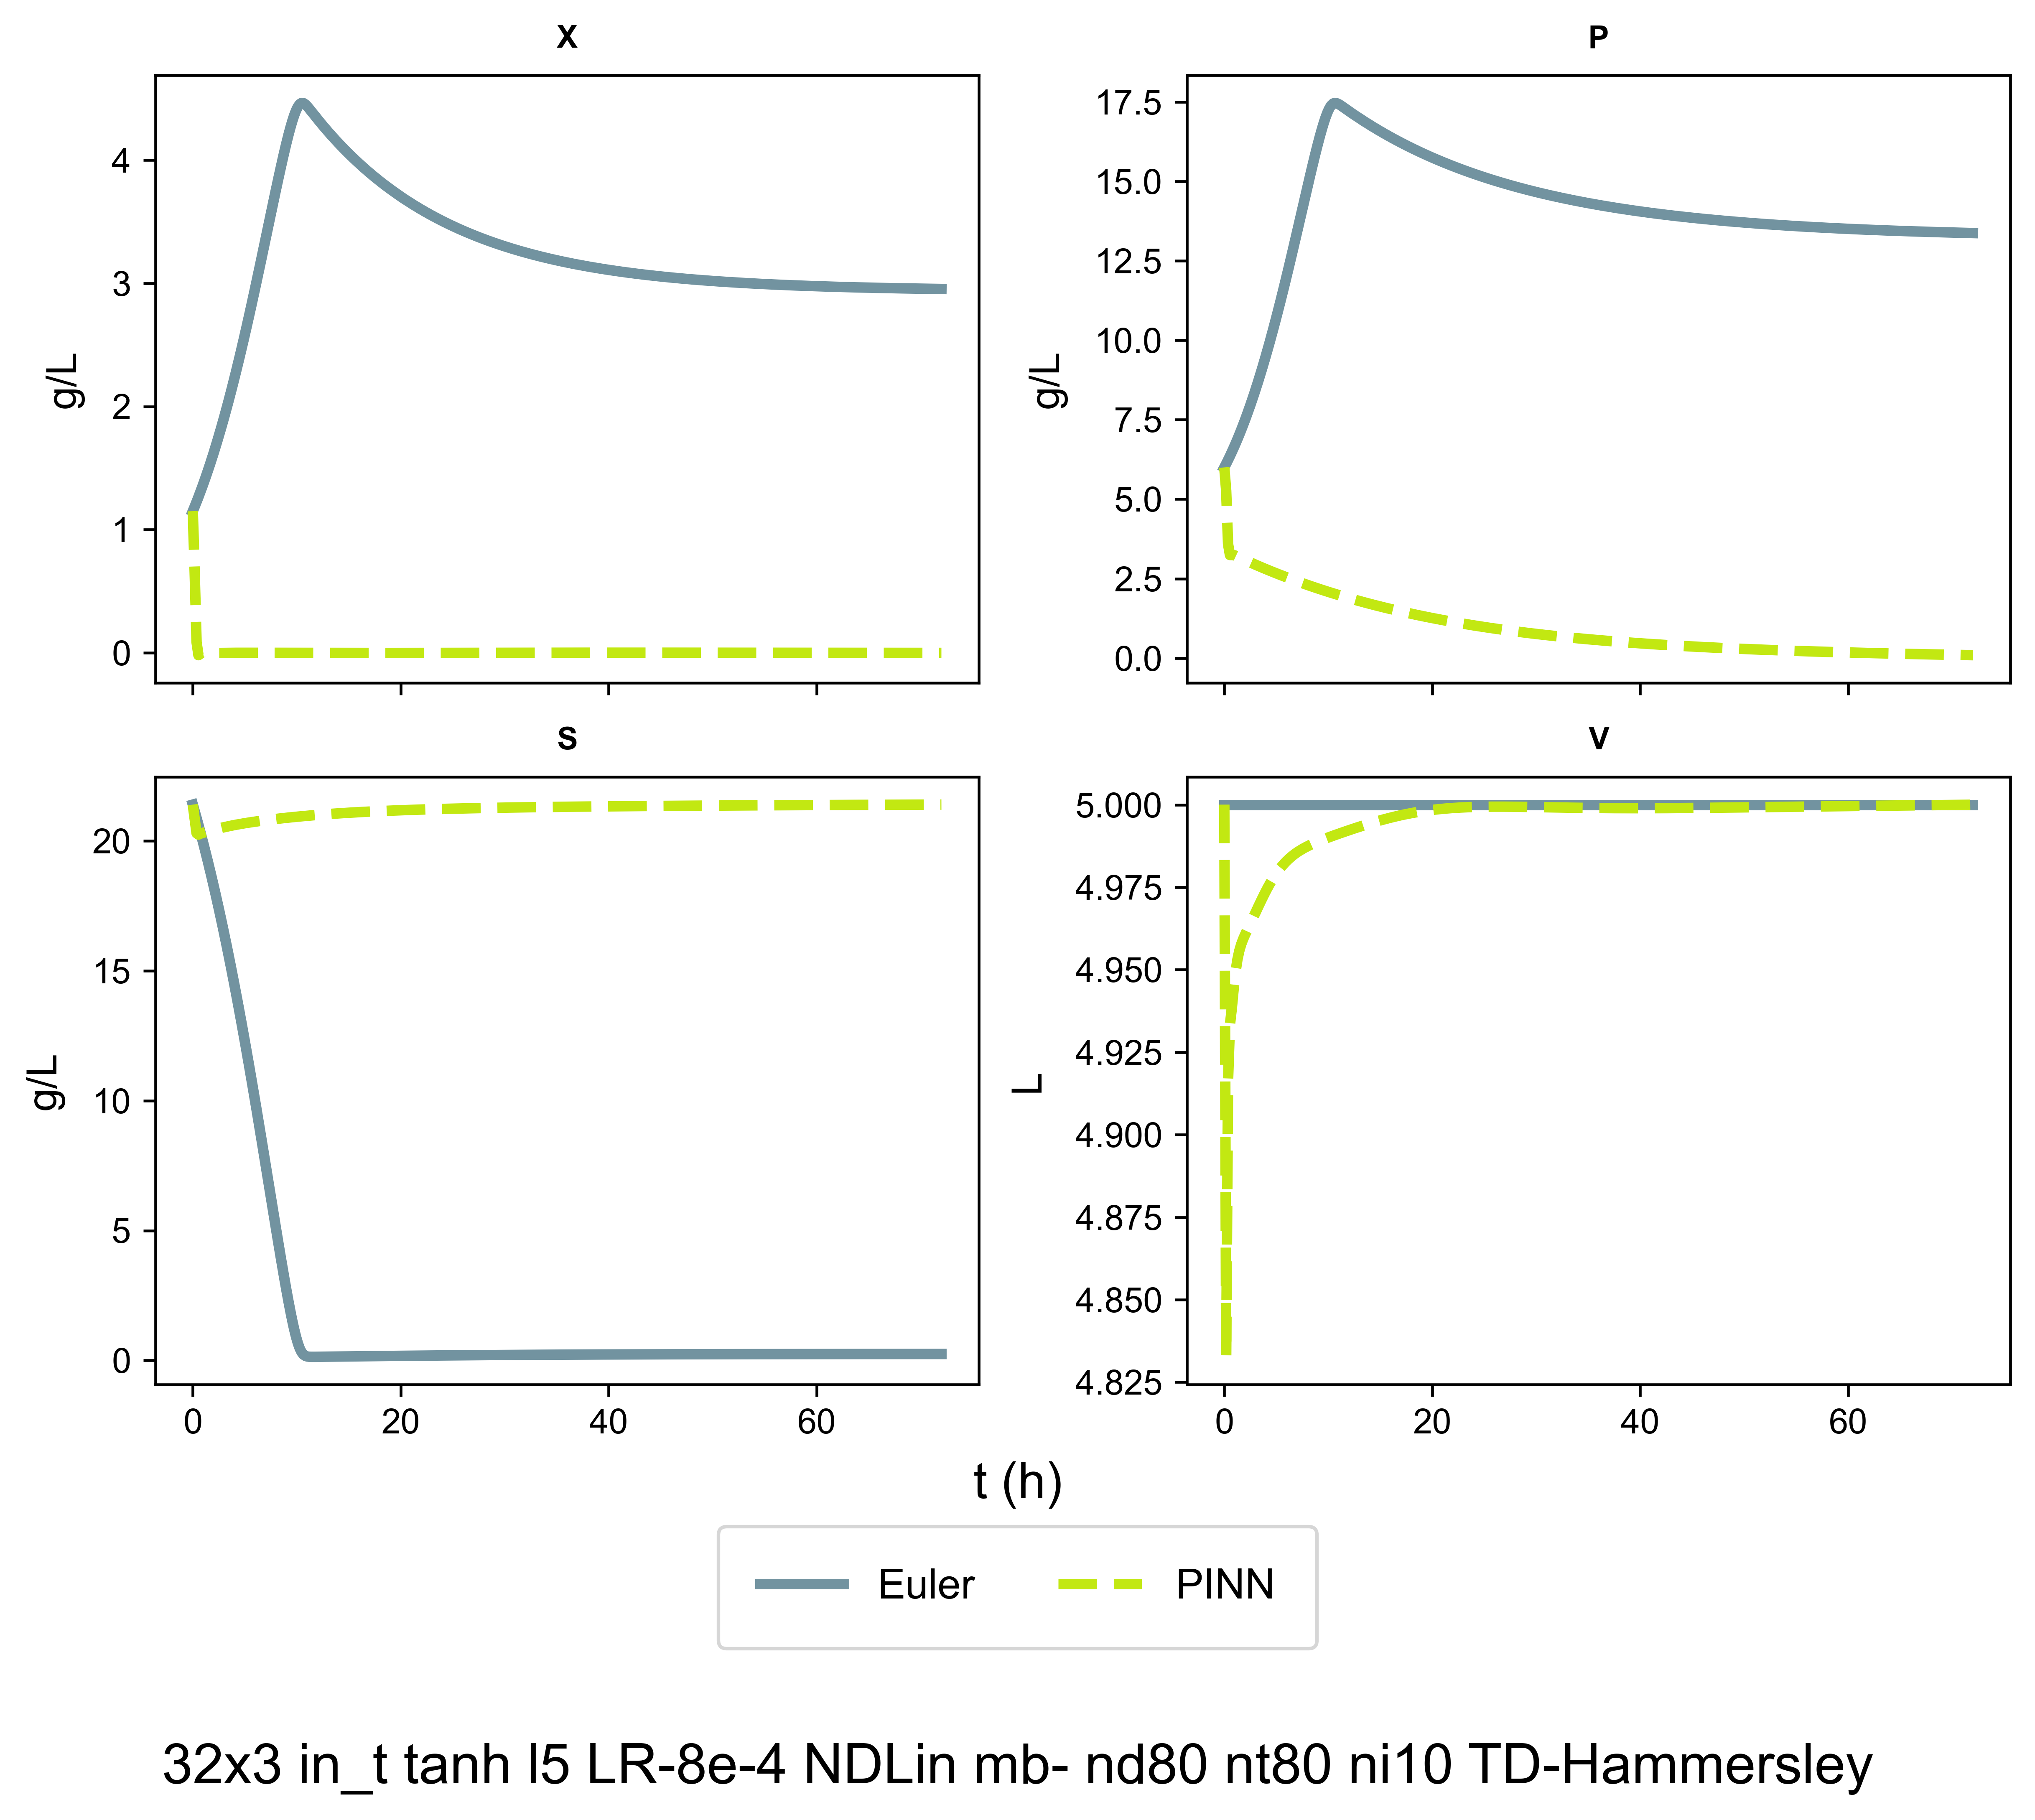 X
P
4
3
2
1
0
g/L
17.5
15.0
12.5
10.0
7.5
5.0
2.5
0.0
g/L
S
V
20
15
10
5
0
g/L
0
20
40
60
5.000
4.975
4.950
4.925
4.900
4.875
4.850
4.825
L
0
20
40
60
t (h)
Euler
PINN
32x3 in_t tanh l5 LR-8e-4 NDLin mb- nd80 nt80 ni10 TD-Hammersley